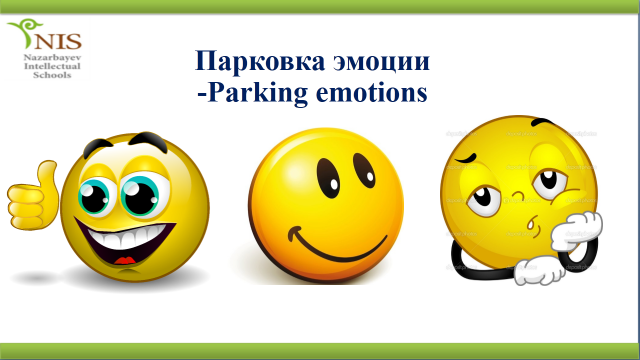 NIS
Nazarbayev
Intellectual
Schools
Парковка эмоции
-Parking emotions